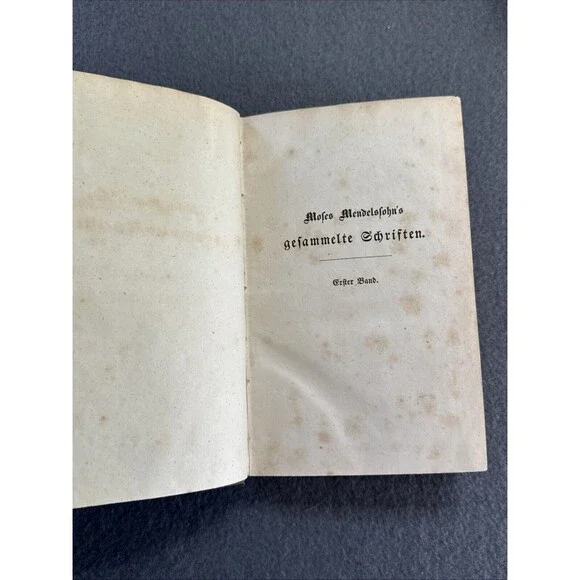 Moſes Mendelsſohn's
geſammelte Schriften.
Erſter Band.